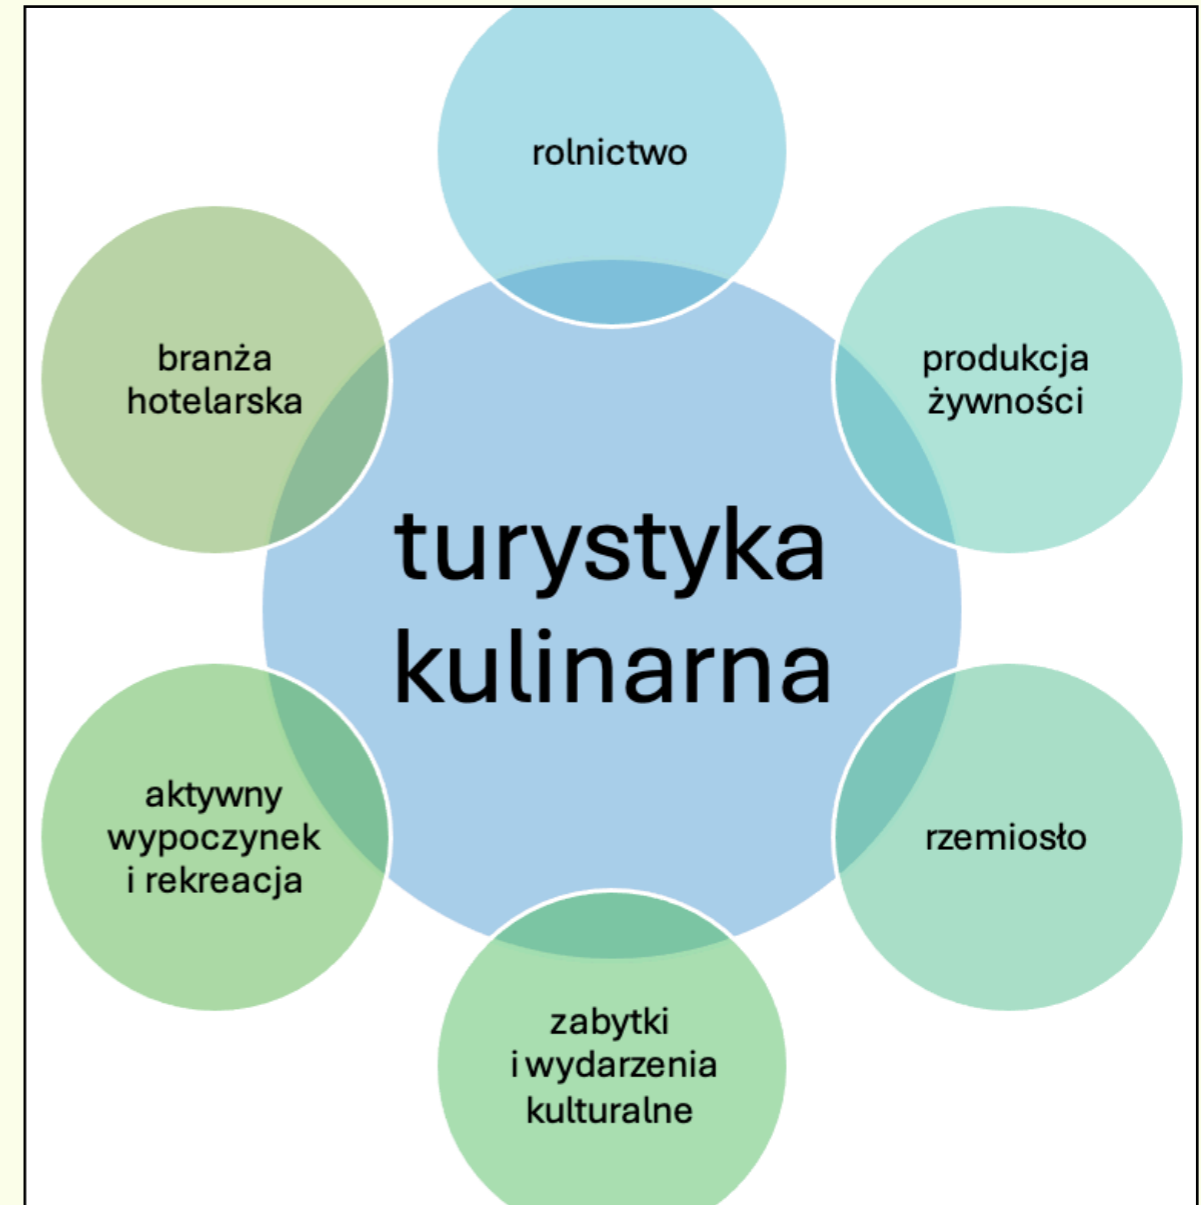 rolnictwo
branża
hotelarska
produkcja
żywności
turystyka
kulinarna
aktywny
wypoczynek
i rekreacja
rzemiosło
zabytki
i wydarzenia
kulturalne